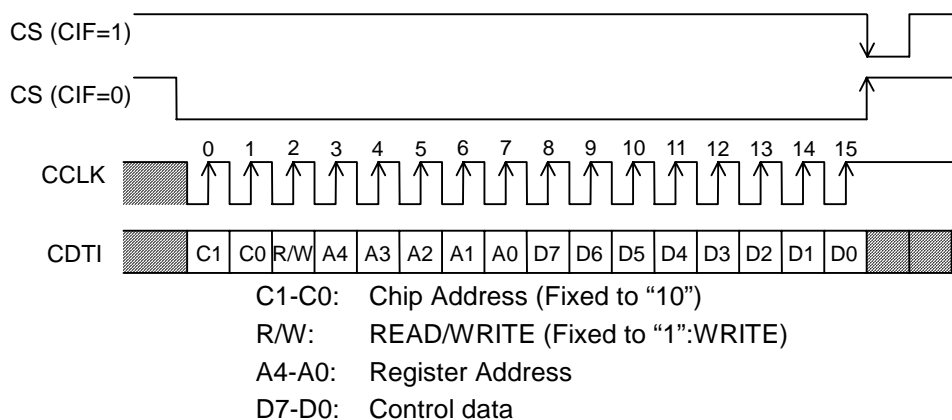 CS (CIF=1)
CS (CIF=0)
0 1 2 3 4 5 6 7 8 9 10 11 12 13 14 15
CCLK
CDTI C1 C0 R/W A4 A3 A2 A1 A0 D7 D6 D5 D4 D3 D2 D1 D0
C1-C0: Chip Address (Fixed to “10”)
R/W: READ/WRITE (Fixed to “1”:WRITE)
A4-A0: Register Address
D7-D0: Control data